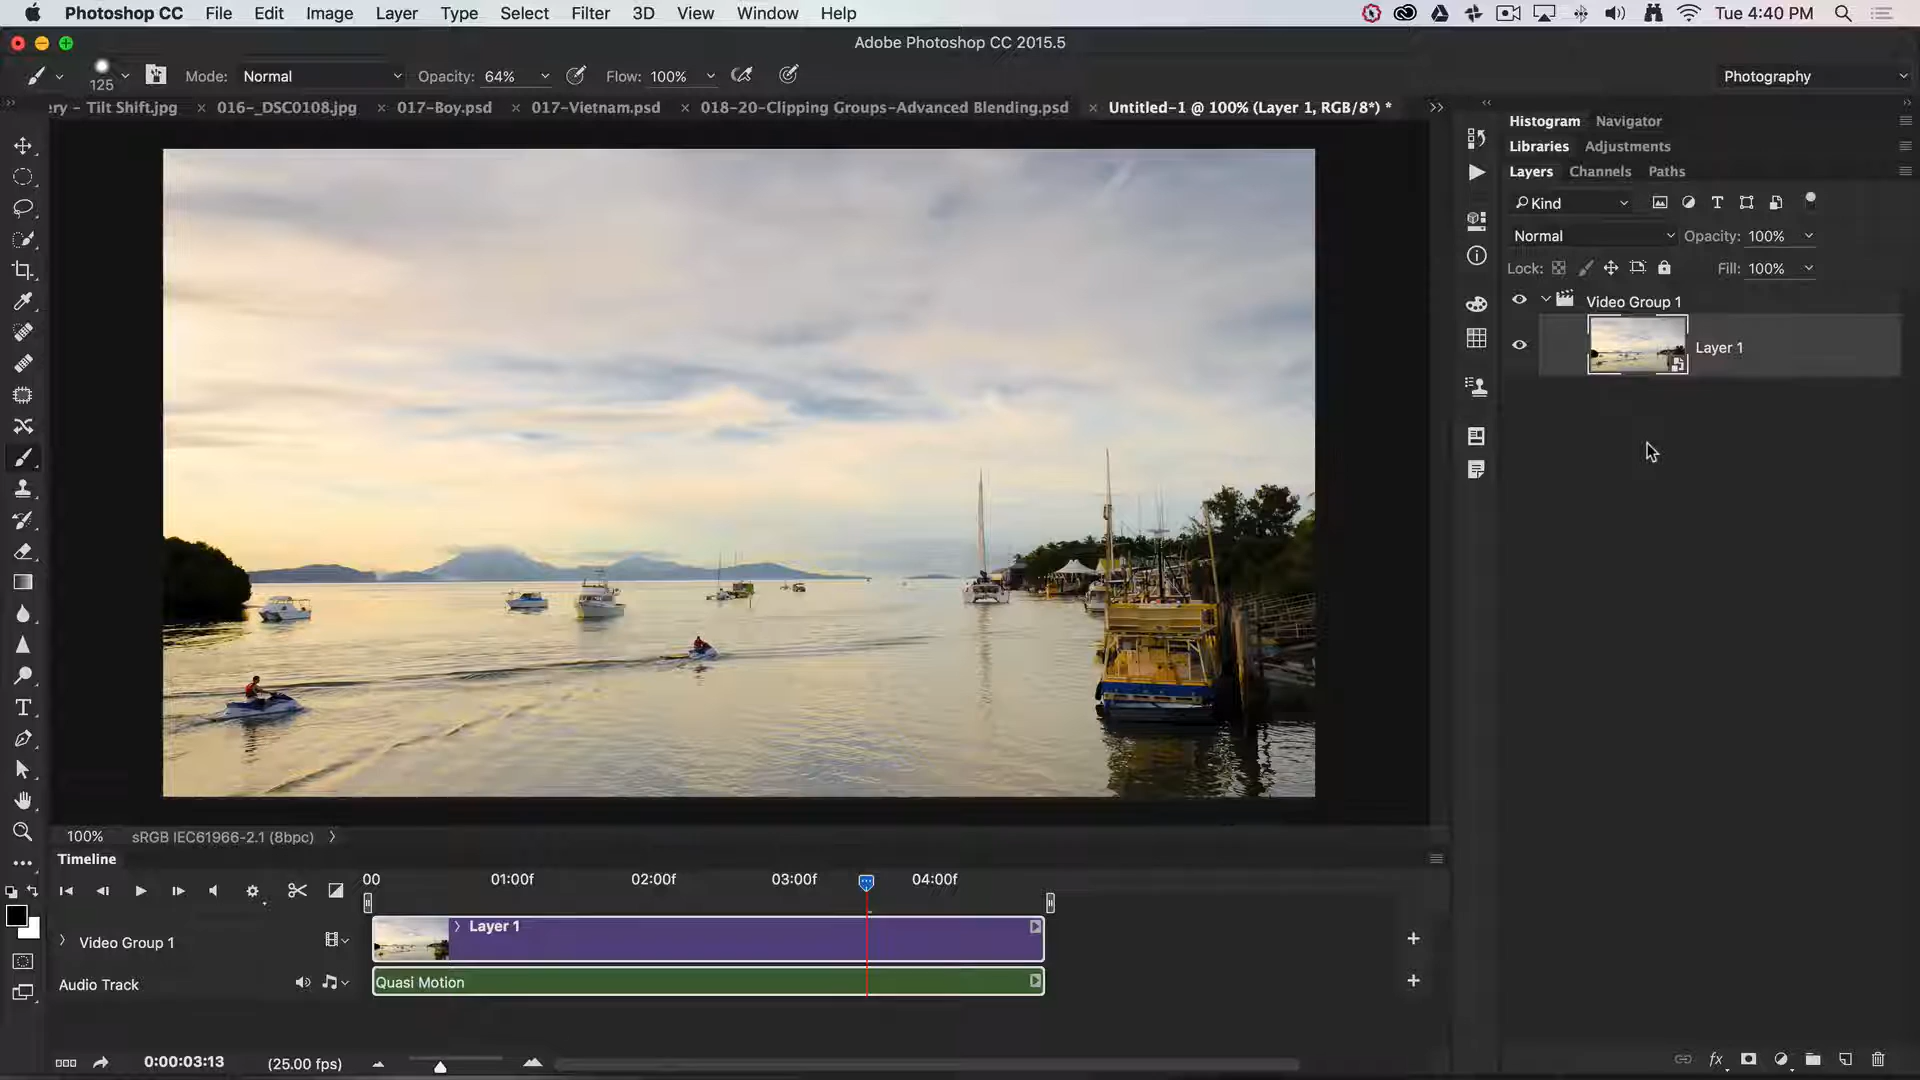 Photoshop CC File Edit Image Layer Type Select Filter 3D View Window Help Tue 4:40 PM
Adobe Photoshop CC 2015.5
125 Mode: Normal Opacity: 64% Flow: 100% Photography
ery - Tilt Shift.jpg × 016-_DSC0108.jpg × 017-Boy.psd × 017-Vietnam.psd × 018-20-Clipping Groups-Advanced Blending.psd × Untitled-1 @ 100% (Layer 1, RGB/8*) *
Histogram Navigator
Libraries Adjustments
Layers Channels Paths
Kind
Normal Opacity: 100%
Lock: Fill: 100%
Video Group 1
Layer 1
100% sRGB IEC61966-2.1 (8bpc)
Timeline
00 01:00f 02:00f 03:00f 04:00f
Layer 1
Video Group 1
Audio Track
Quasi Motion
0:00:03:13 (25.00 fps)
fx